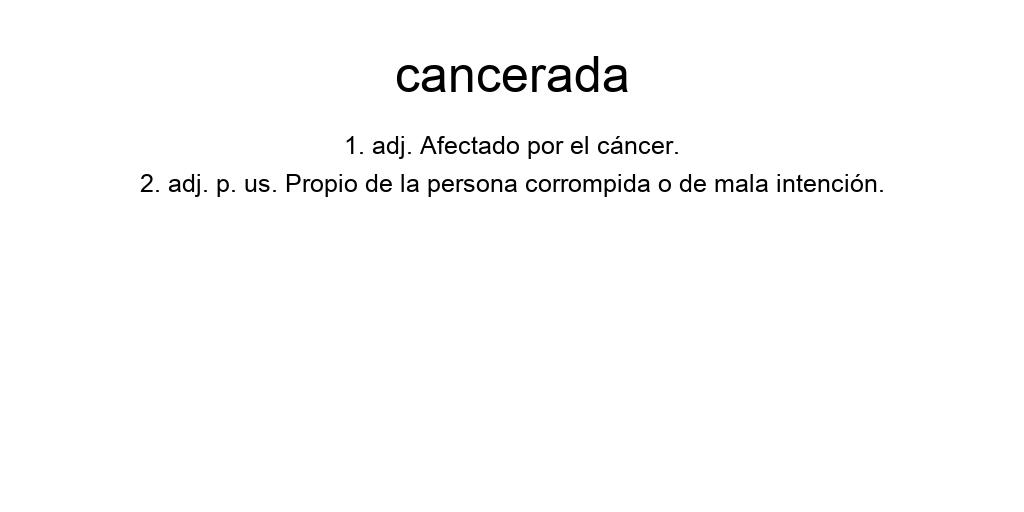 cancerada
1. adj. Afectado por el cáncer.
2. adj. p. us. Propio de la persona corrompida o de mala intención.